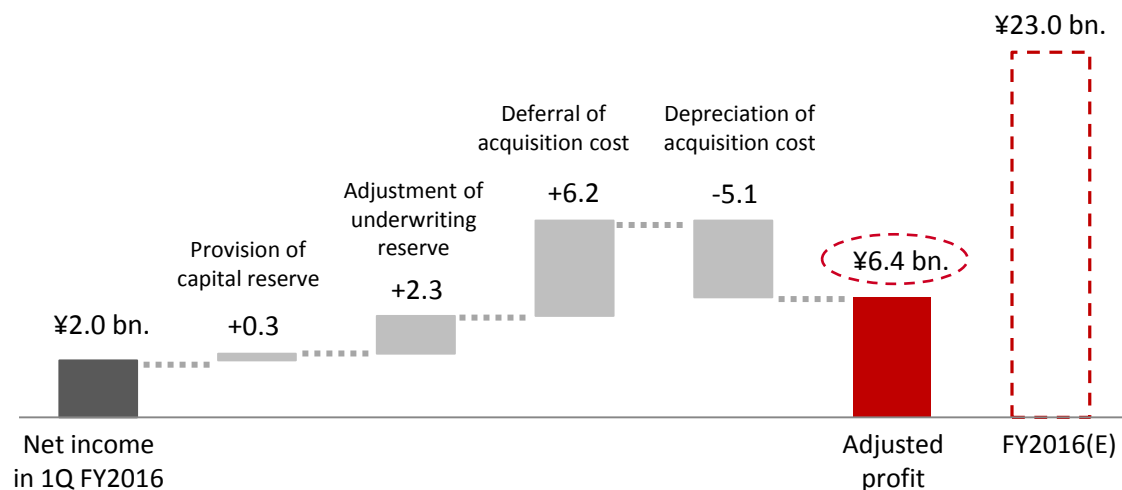 ¥23.0 bn.
Deferral of
acquisition cost
+6.2
Depreciation of
acquisition cost
-5.1
Adjustment of
underwriting
reserve
+2.3
Provision of
capital reserve
+0.3
¥2.0 bn.
¥6.4 bn.
Net income
in 1Q FY2016
Adjusted
profit
FY2016(E)